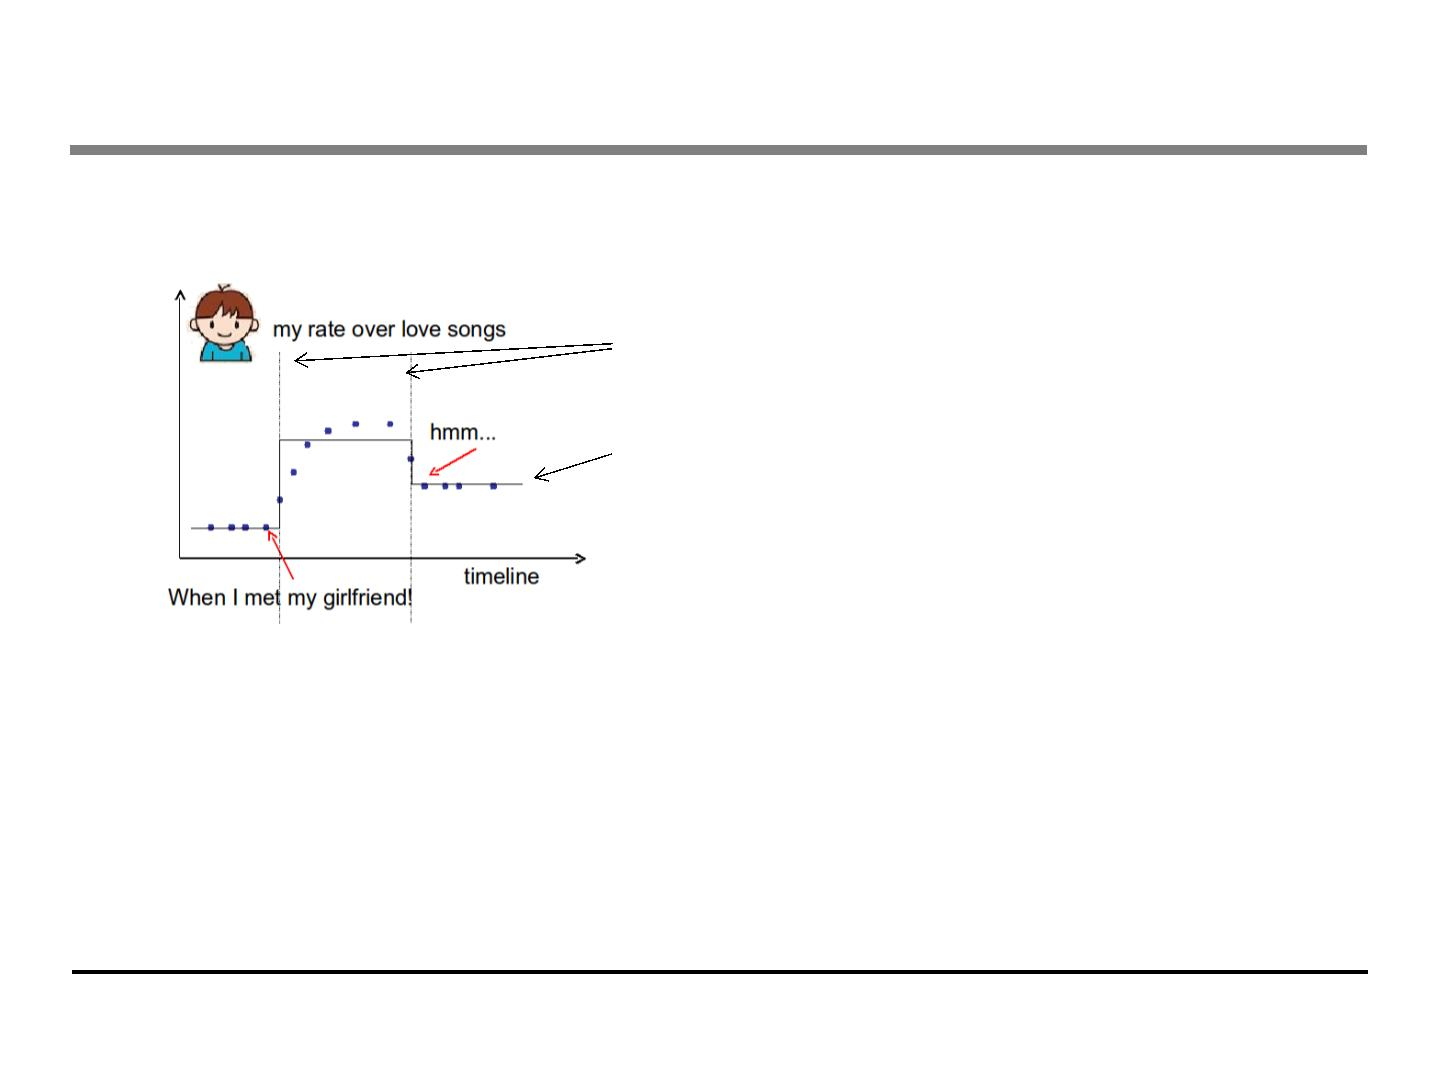 my rate over love songs
hmm...
timeline
When I met my girlfriend!